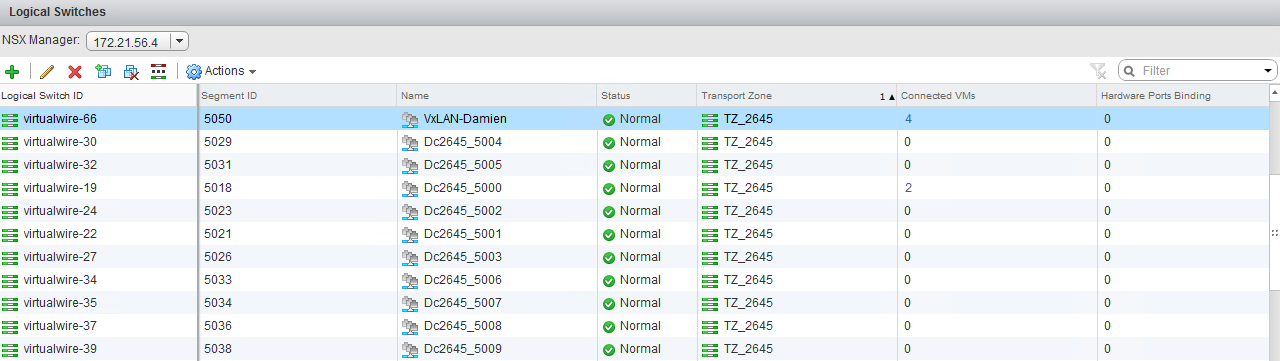 Logical Switches
NSX Manager: 172.21.56.4
Actions Filter
Logical Switch ID Segment ID Name Status Transport Zone 1 ▲ Connected VMs Hardware Ports Binding
virtualwire-66 5050 VxLAN-Damien Normal TZ_2645 4 0
virtualwire-30 5029 Dc2645_5004 Normal TZ_2645 0 0
virtualwire-32 5031 Dc2645_5005 Normal TZ_2645 0 0
virtualwire-19 5018 Dc2645_5000 Normal TZ_2645 2 0
virtualwire-24 5023 Dc2645_5002 Normal TZ_2645 0 0
virtualwire-22 5021 Dc2645_5001 Normal TZ_2645 0 0
virtualwire-27 5026 Dc2645_5003 Normal TZ_2645 0 0
virtualwire-34 5033 Dc2645_5006 Normal TZ_2645 0 0
virtualwire-35 5034 Dc2645_5007 Normal TZ_2645 0 0
virtualwire-37 5036 Dc2645_5008 Normal TZ_2645 0 0
virtualwire-39 5038 Dc2645_5009 Normal TZ_2645 0 0